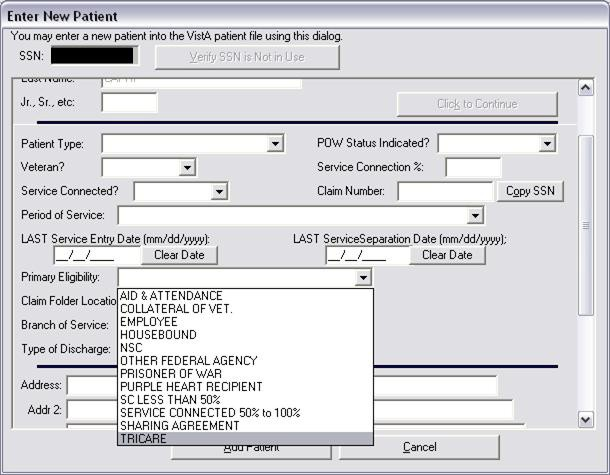 Enter New Patient
You may enter a new patient into the VistA patient file using this dialog.
SSN: Verify SSN is Not in Use
Last Name:
Jr., Sr., etc: Click to Continue
Patient Type: POW Status Indicated?
Veteran? Service Connection %:
Service Connected? Claim Number: Copy SSN
Period of Service:
LAST Service Entry Date (mm/dd/yyyy): LAST ServiceSeparation Date (mm/dd/yyyy);
__/__/____ Clear Date __/__/____ Clear Date
Primary Eligibility:
AID & ATTENDANCE
Claim Folder Locatio COLLATERAL OF VET.
EMPLOYEE
Branch of Service: HOUSEBOUND
NSC
Type of Discharge: OTHER FEDERAL AGENCY
PRISONER OF WAR
Address: PURPLE HEART RECIPIENT
SC LESS THAN 50%
Addr 2: SERVICE CONNECTED 50% to 100%
SHARING AGREEMENT
TRICARE
Add Patient Cancel